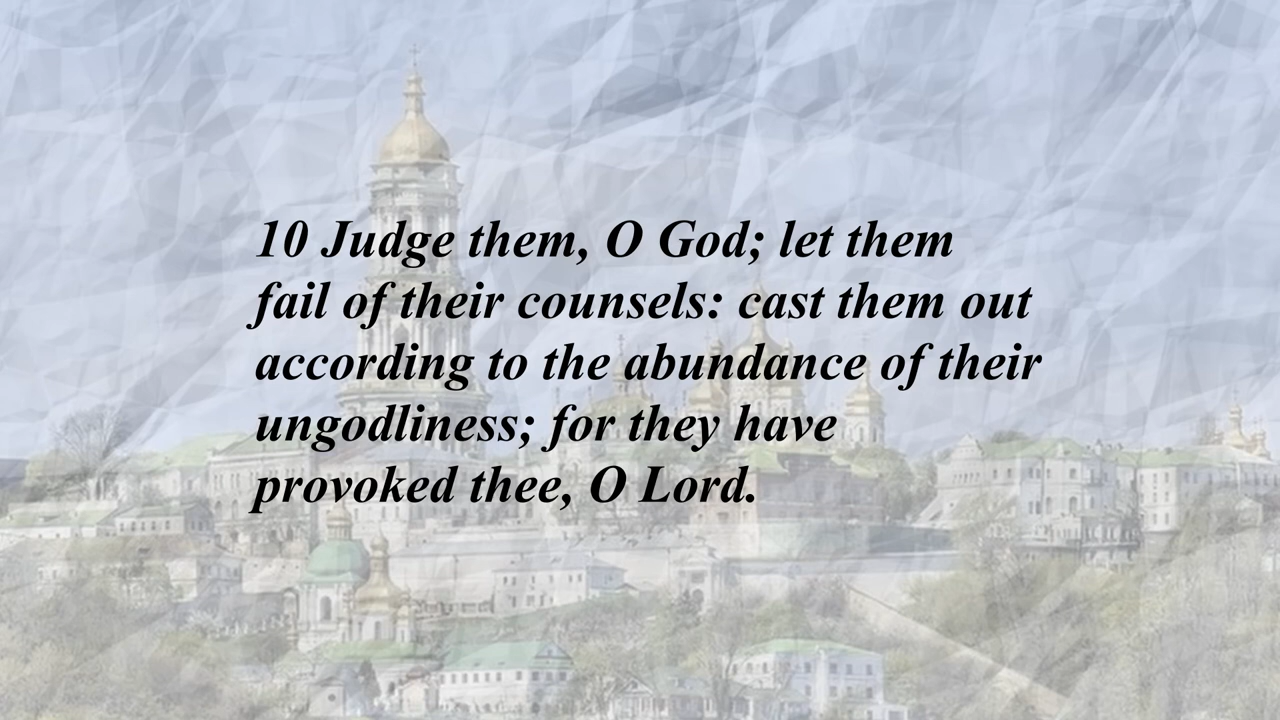 10 Judge them, O God; let them
fail of their counsels: cast them out
according to the abundance of their
ungodliness; for they have
provoked thee, O Lord.